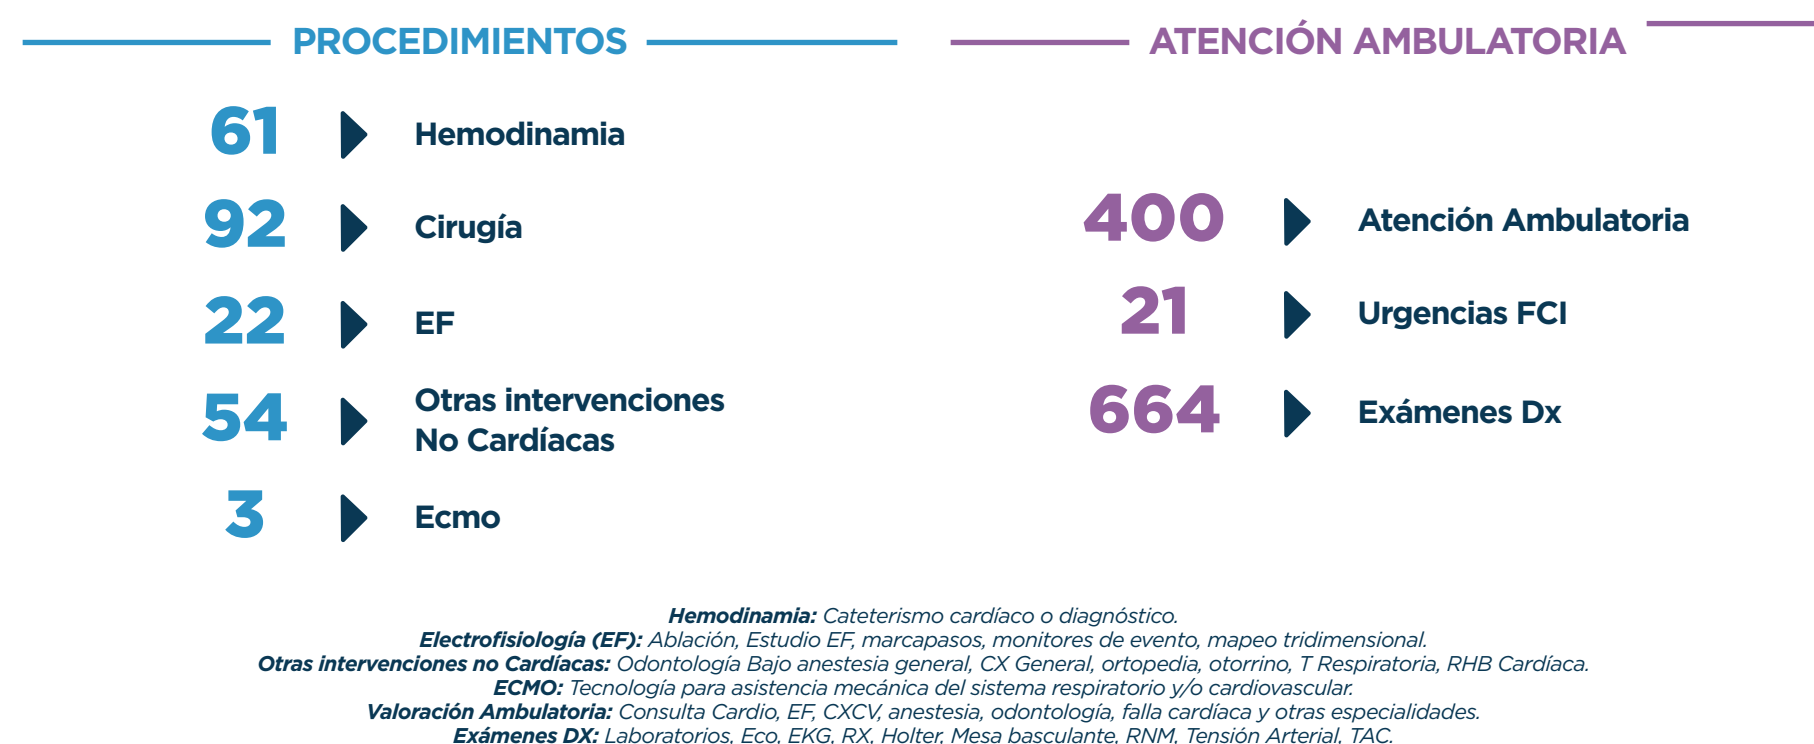 PROCEDIMIENTOS
61 Hemodinamia
92 Cirugía
22 EF
54 Otras intervenciones
No Cardíacas
3 Ecmo
ATENCIÓN AMBULATORIA
400 Atención Ambulatoria
21 Urgencias FCI
664 Exámenes Dx
Hemodinamia: Cateterismo cardíaco o diagnóstico.
Electrofisiología (EF): Ablación, Estudio EF, marcapasos, monitores de evento, mapeo tridimensional.
Otras intervenciones no Cardíacas: Odontología Bajo anestesia general, CX General, ortopedia, otorrino, T Respiratoria, RHB Cardíaca.
ECMO: Tecnología para asistencia mecánica del sistema respiratorio y/o cardiovascular.
Valoración Ambulatoria: Consulta Cardio, EF, CXCV, anestesia, odontología, falla cardíaca y otras especialidades.
Exámenes DX: Laboratorios, Eco, EKG, RX, Holter, Mesa basculante, RNM, Tensión Arterial, TAC.